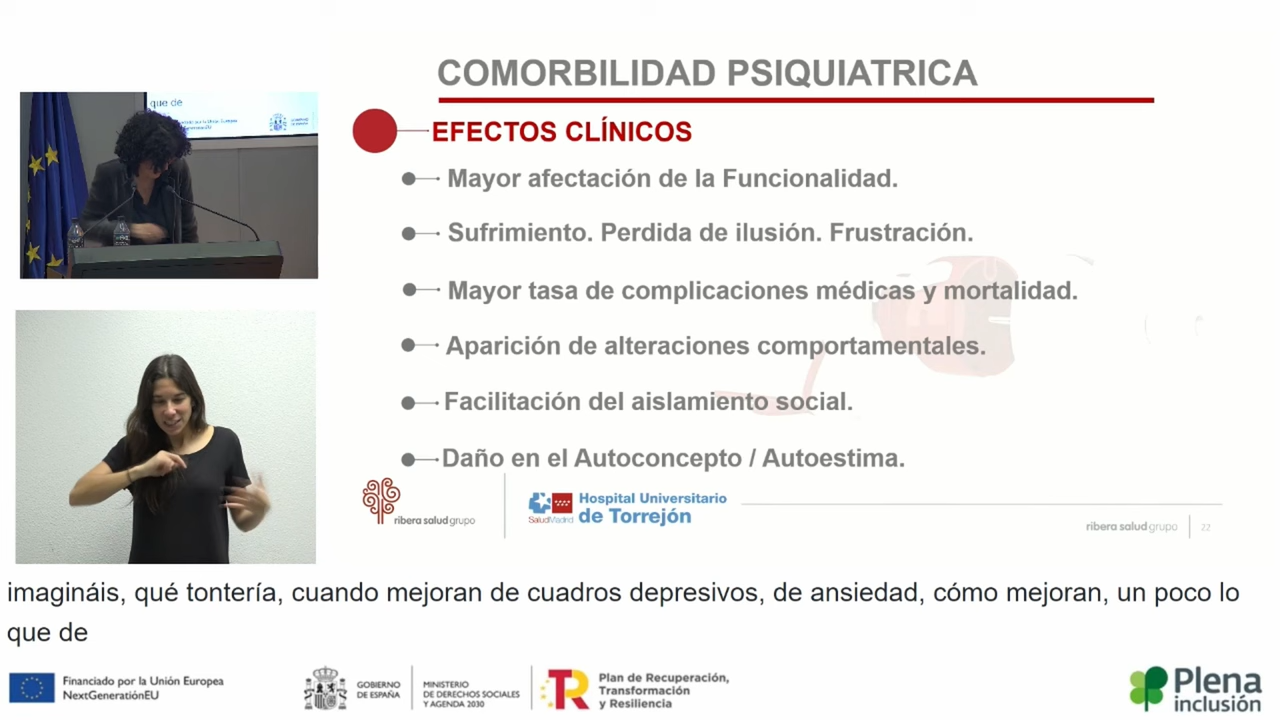 COMORBILIDAD PSIQUIATRICA
EFECTOS CLÍNICOS
Mayor afectación de la Funcionalidad.
Sufrimiento. Perdida de ilusión. Frustración.
Mayor tasa de complicaciones médicas y mortalidad.
Aparición de alteraciones comportamentales.
Facilitación del aislamiento social.
Daño en el Autoconcepto / Autoestima.
que de
ribera salud grupo
SaludMadrid
Hospital Universitario
de Torrejón
ribera salud grupo
22
imagináis, qué tontería, cuando mejoran de cuadros depresivos, de ansiedad, cómo mejoran, un poco lo
que de
Financiado por la Unión Europea
NextGenerationEU
GOBIERNO
DE ESPAÑA
MINISTERIO
DE DERECHOS SOCIALES
Y AGENDA 2030
Plan de Recuperación,
Transformación
y Resiliencia
Plena
inclusión